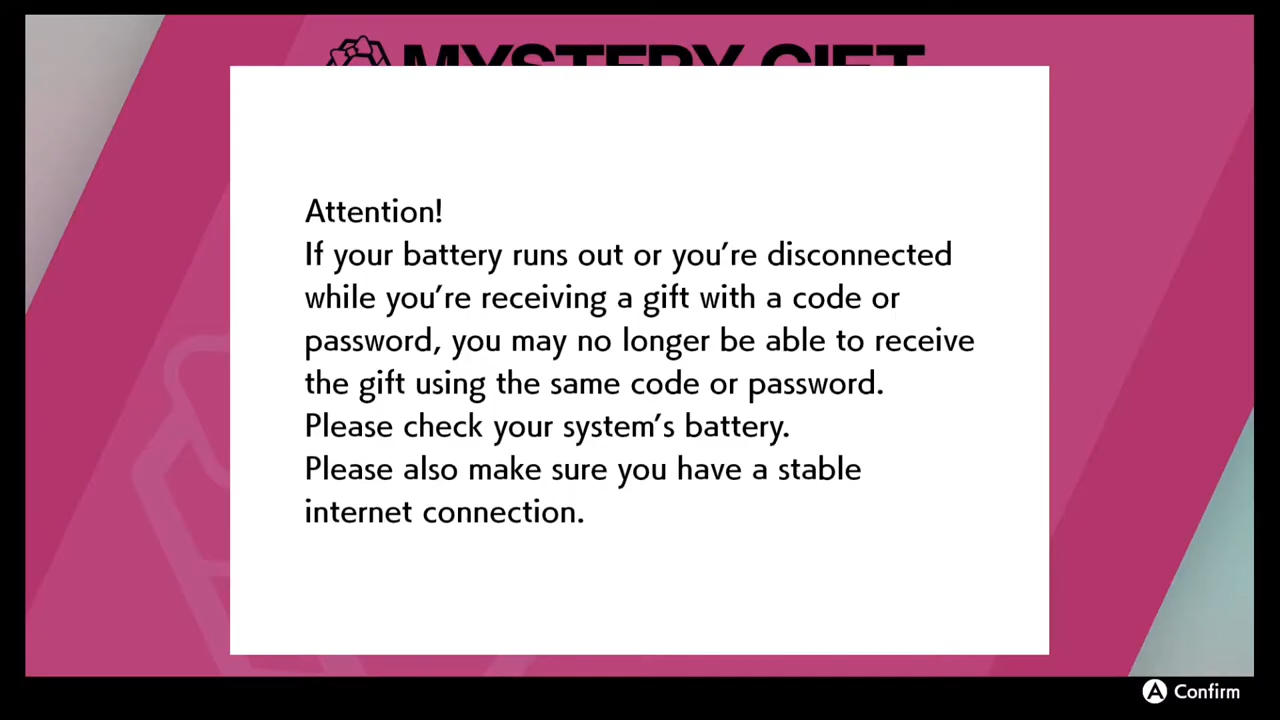 MYSTERY GIFT
Attention!
If your battery runs out or you're disconnected
while you're receiving a gift with a code or
password, you may no longer be able to receive
the gift using the same code or password.
Please check your system's battery.
Please also make sure you have a stable
internet connection.
A Confirm